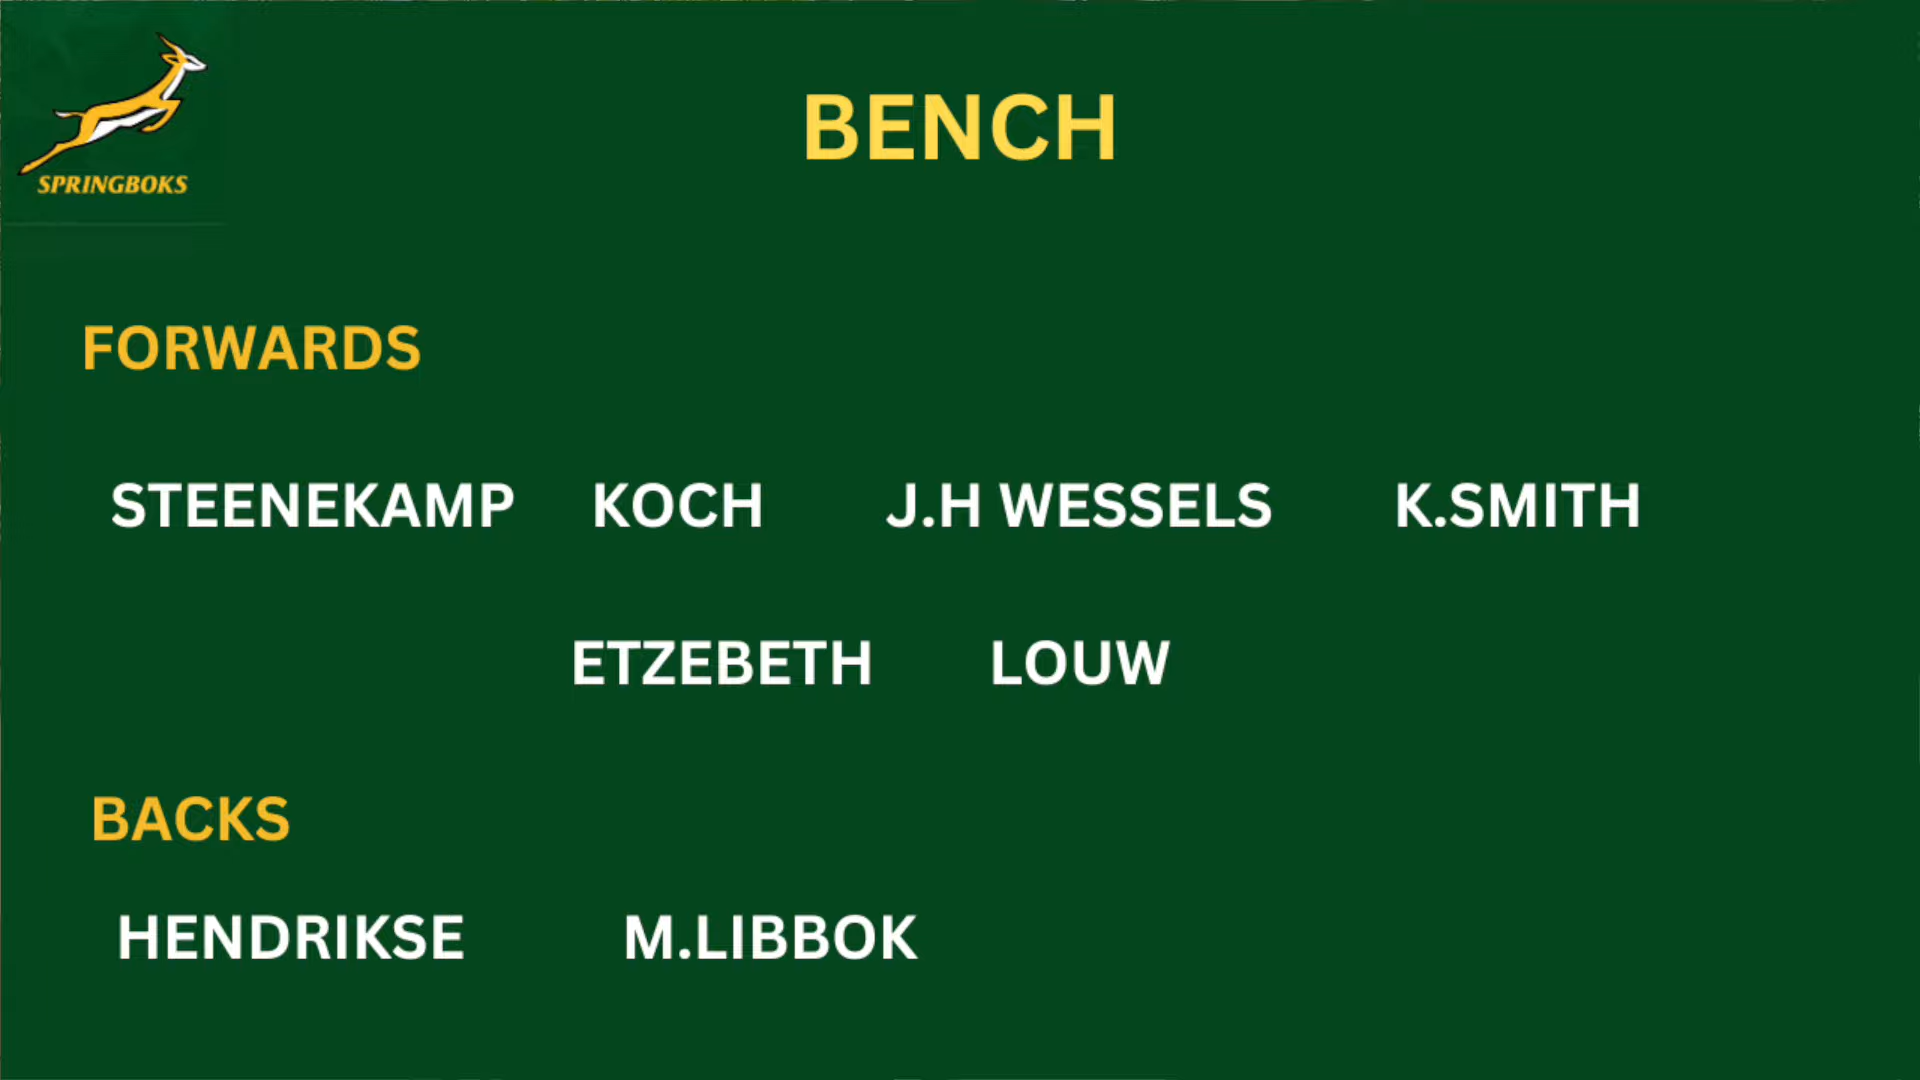 SPRINGBOKS
BENCH
FORWARDS
STEENEKAMP KOCH J.H WESSELS K.SMITH
ETZEBETH LOUW
BACKS
HENDRIKSE M.LIBBOK